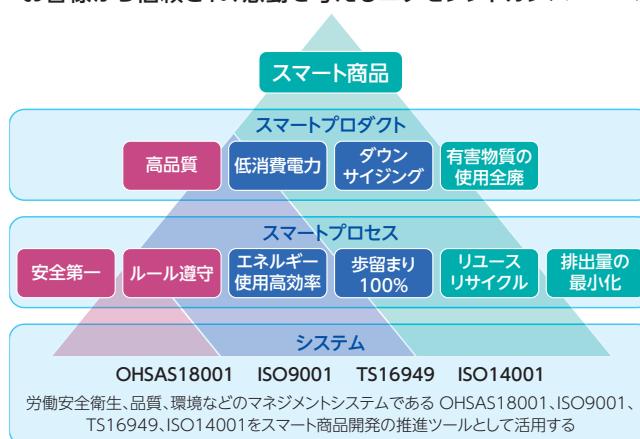 スマート商品
スマートプロダクト
高品質
低消費電力
ダウン
サイジング
有害物質の
使用全廃
スマートプロセス
安全第一
ルール遵守
エネルギー
使用高効率
歩留まり
100%
リユース
リサイクル
排出量の
最小化
システム
OHSAS18001 ISO9001 TS16949 ISO14001
労働安全衛生、品質、環境などのマネジメントシステムである OHSAS18001、ISO9001、
TS16949、ISO14001をスマート商品開発の推進ツールとして活用する